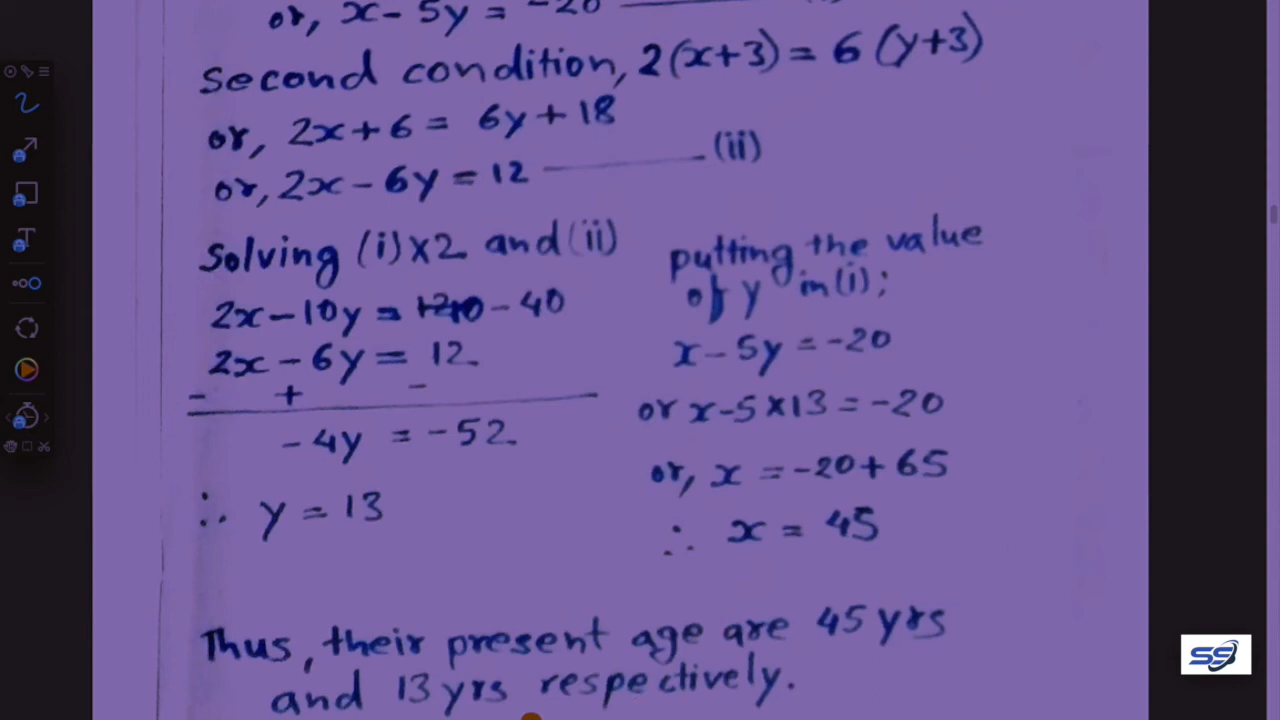 or, x - 5y = -20
Second condition, 2(x+3) = 6(y+3)
or, 2x + 6 = 6y + 18
or, 2x - 6y = 12 ———— (ii)
Solving (i)×2 and (ii)
2x - 10y = - 40
2x - 6y = 12
- + -
- 4y = - 52
∴ y = 13
putting the value
of y in (i);
x - 5y = -20
or x - 5 × 13 = -20
or, x = -20 + 65
∴ x = 45
Thus, their present age are 45 yrs
and 13 yrs respectively.
SS